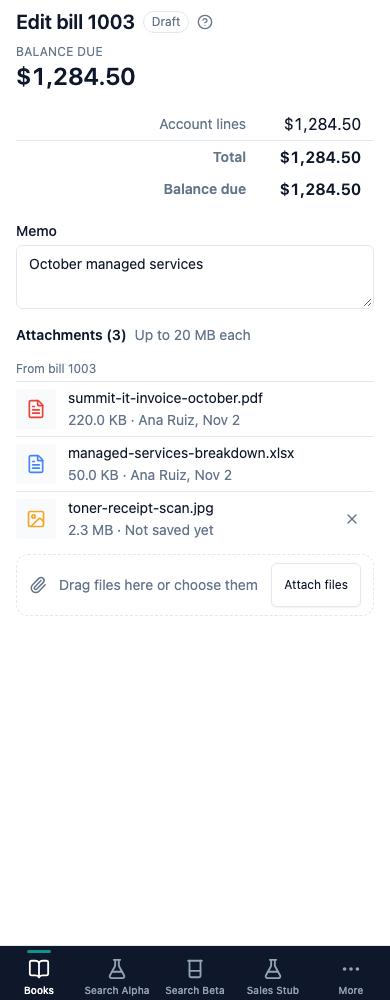 Edit bill 1003 Draft
BALANCE DUE
$1,284.50
Account lines $1,284.50
Total $1,284.50
Balance due $1,284.50
Memo
October managed services
Attachments (3) Up to 20 MB each
From bill 1003
summit-it-invoice-october.pdf
220.0 KB · Ana Ruiz, Nov 2
managed-services-breakdown.xlsx
50.0 KB · Ana Ruiz, Nov 2
toner-receipt-scan.jpg
2.3 MB · Not saved yet
Drag files here or choose them Attach files
Books Search Alpha Search Beta Sales Stub More